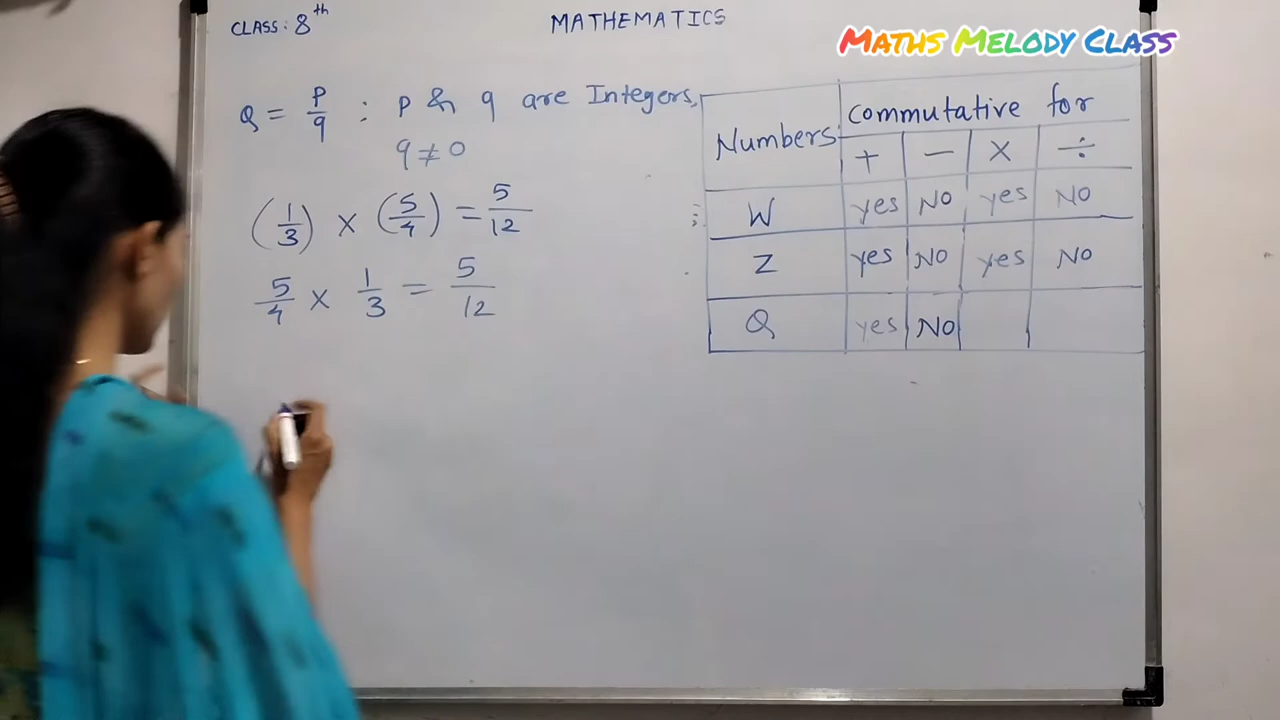 CLASS: 8th
MATHEMATICS
MATHS MELODY CLASS
Q = p/q : p & q are Integers,
q ≠ 0
(1/3) × (5/4) = 5/12
5/4 × 1/3 = 5/12
Numbers Commutative for
+ − × ÷
W yes NO yes NO
Z yes NO yes NO
Q yes NO